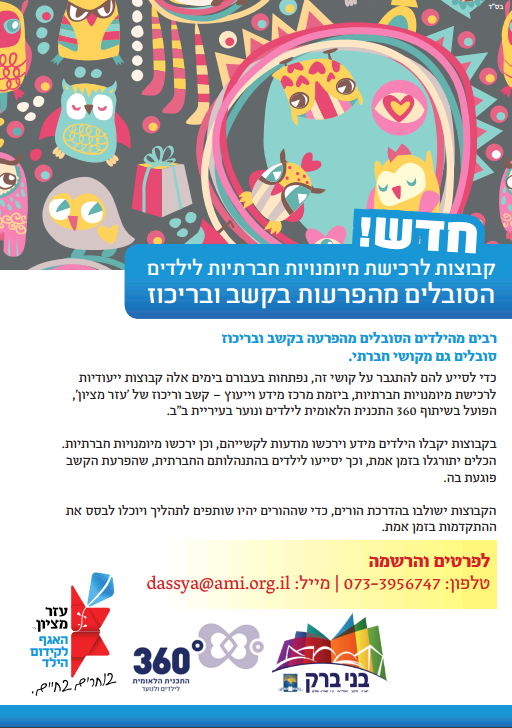 בס"ד
חדש!
קבוצות לרכישת מיומנויות חברתיות לילדים
הסובלים מהפרעות בקשב ובריכוז
רבים מהילדים הסובלים מהפרעה בקשב ובריכוז
סובלים גם מקושי חברתי.
כדי לסייע להם להתגבר על קושי זה, נפתחות בעבורם בימים אלה קבוצות ייעודיות
לרכישת מיומנויות חברתיות, ביוזמת מרכז מידע וייעוץ – קשב וריכוז של 'עזר מציון',
הפועל בשיתוף 360 התכנית הלאומית לילדים ונוער בעיריית ב"ב.
בקבוצות יקבלו הילדים מידע וירכשו מודעות לקשייהם, וכן ירכשו מיומנויות חברתיות.
הכלים יתורגלו בזמן אמת, וכך יסייעו לילדים בהתנהלותם החברתית, שהפרעת הקשב
פוגעת בה.
הקבוצות ישולבו בהדרכת הורים, כדי שההורים יהיו שותפים לתהליך ויוכלו לבסס את
ההתקדמות בזמן אמת.
לפרטים והרשמה
טלפון: 073-3956747 | מייל: dassya@ami.org.il
עזר
מציון
האגף
לקידום
הילד
בוחרים בחיים.
360°
התכנית הלאומית
לילדים ולנוער
בני ברק